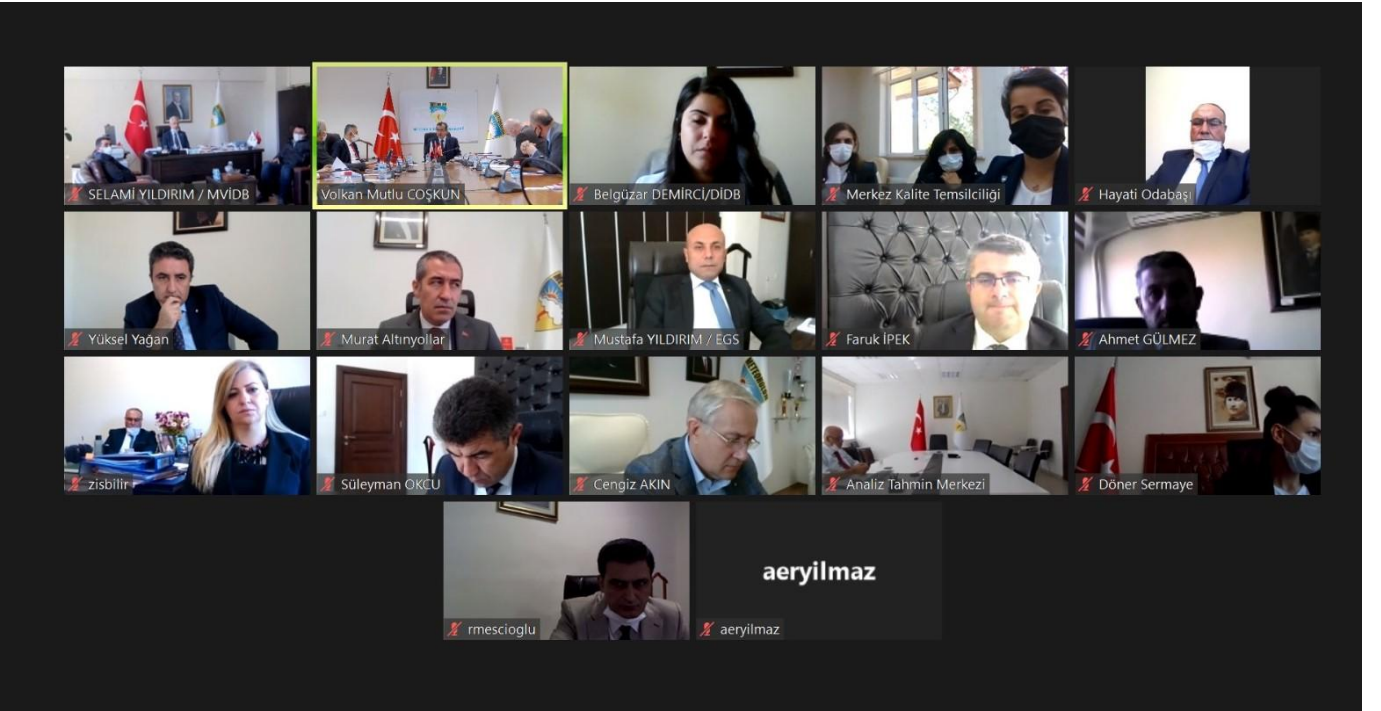 SELAMİ YILDIRIM / MVİDB
Volkan Mutlu COŞKUN
Belgüzar DEMİRCİ/DİDB
Merkez Kalite Temsilciliği
Hayati Odabaşı
Yüksel Yağan
Murat Altınyollar
Mustafa YILDIRIM / EGS
Faruk İPEK
Ahmet GÜLMEZ
zisbilir
Süleyman OKCU
Cengiz AKIN
Analiz Tahmin Merkezi
Döner Sermaye
rmescioglu
aeryilmaz
aeryilmaz